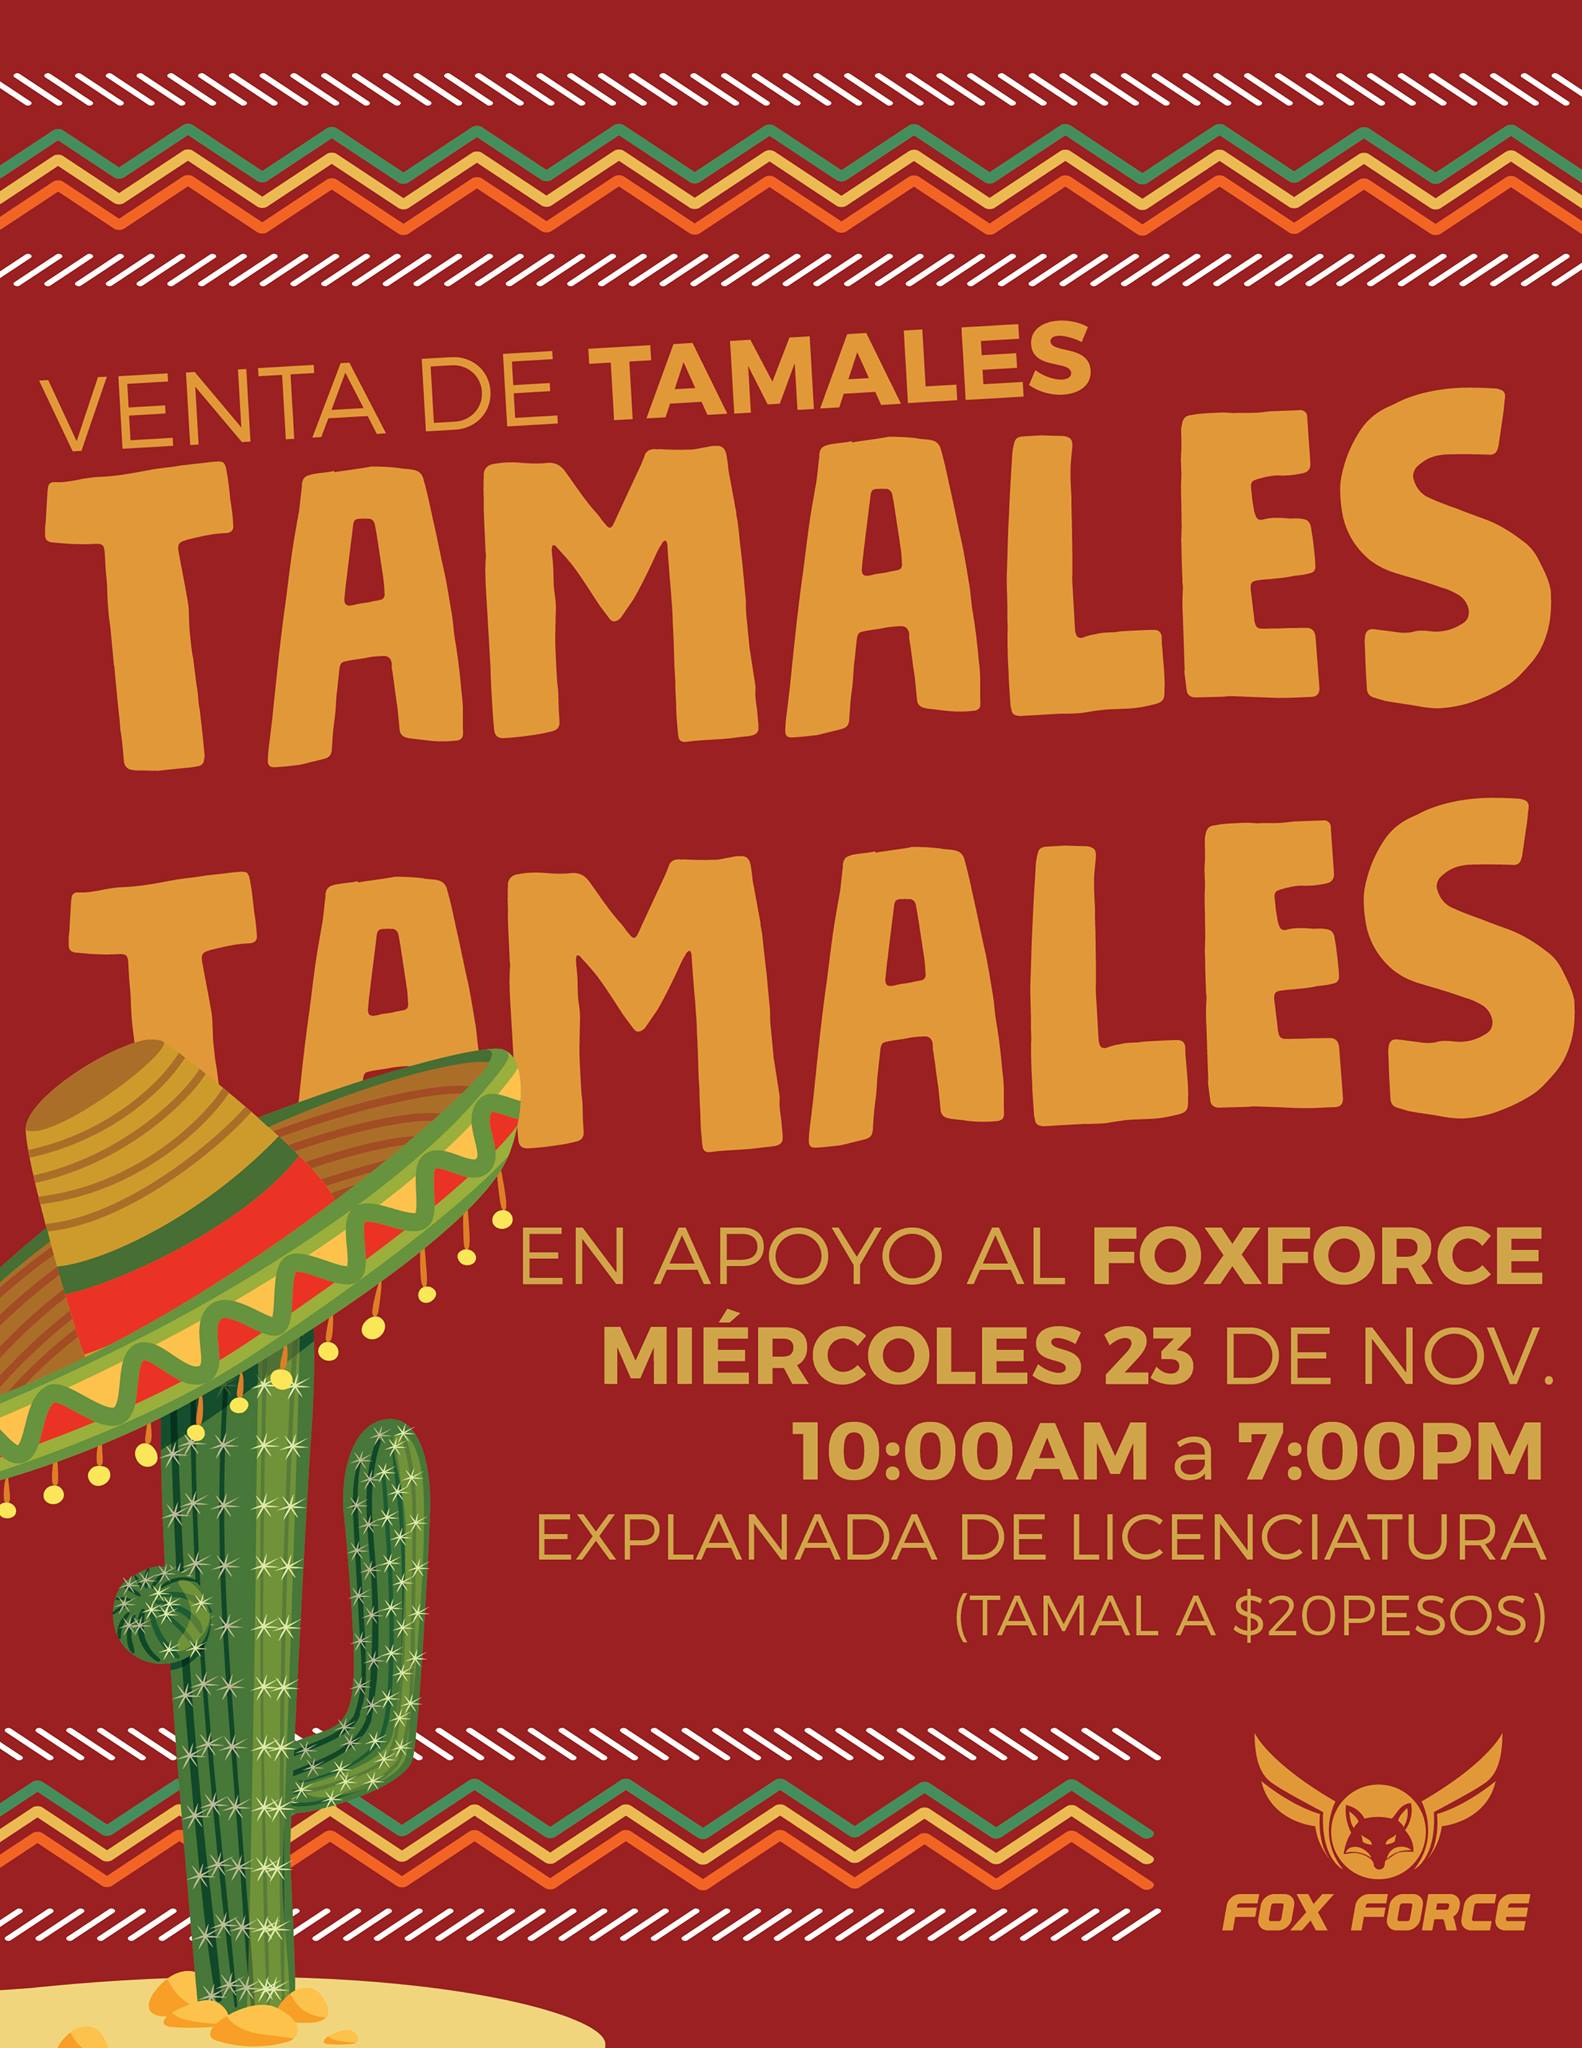 VENTA DE TAMALES
TAMALES
TAMALES
EN APOYO AL FOXFORCE
MIÉRCOLES 23 DE NOV.
10:00AM a 7:00PM
EXPLANADA DE LICENCIATURA
(TAMAL A $20PESOS)
FOX FORCE